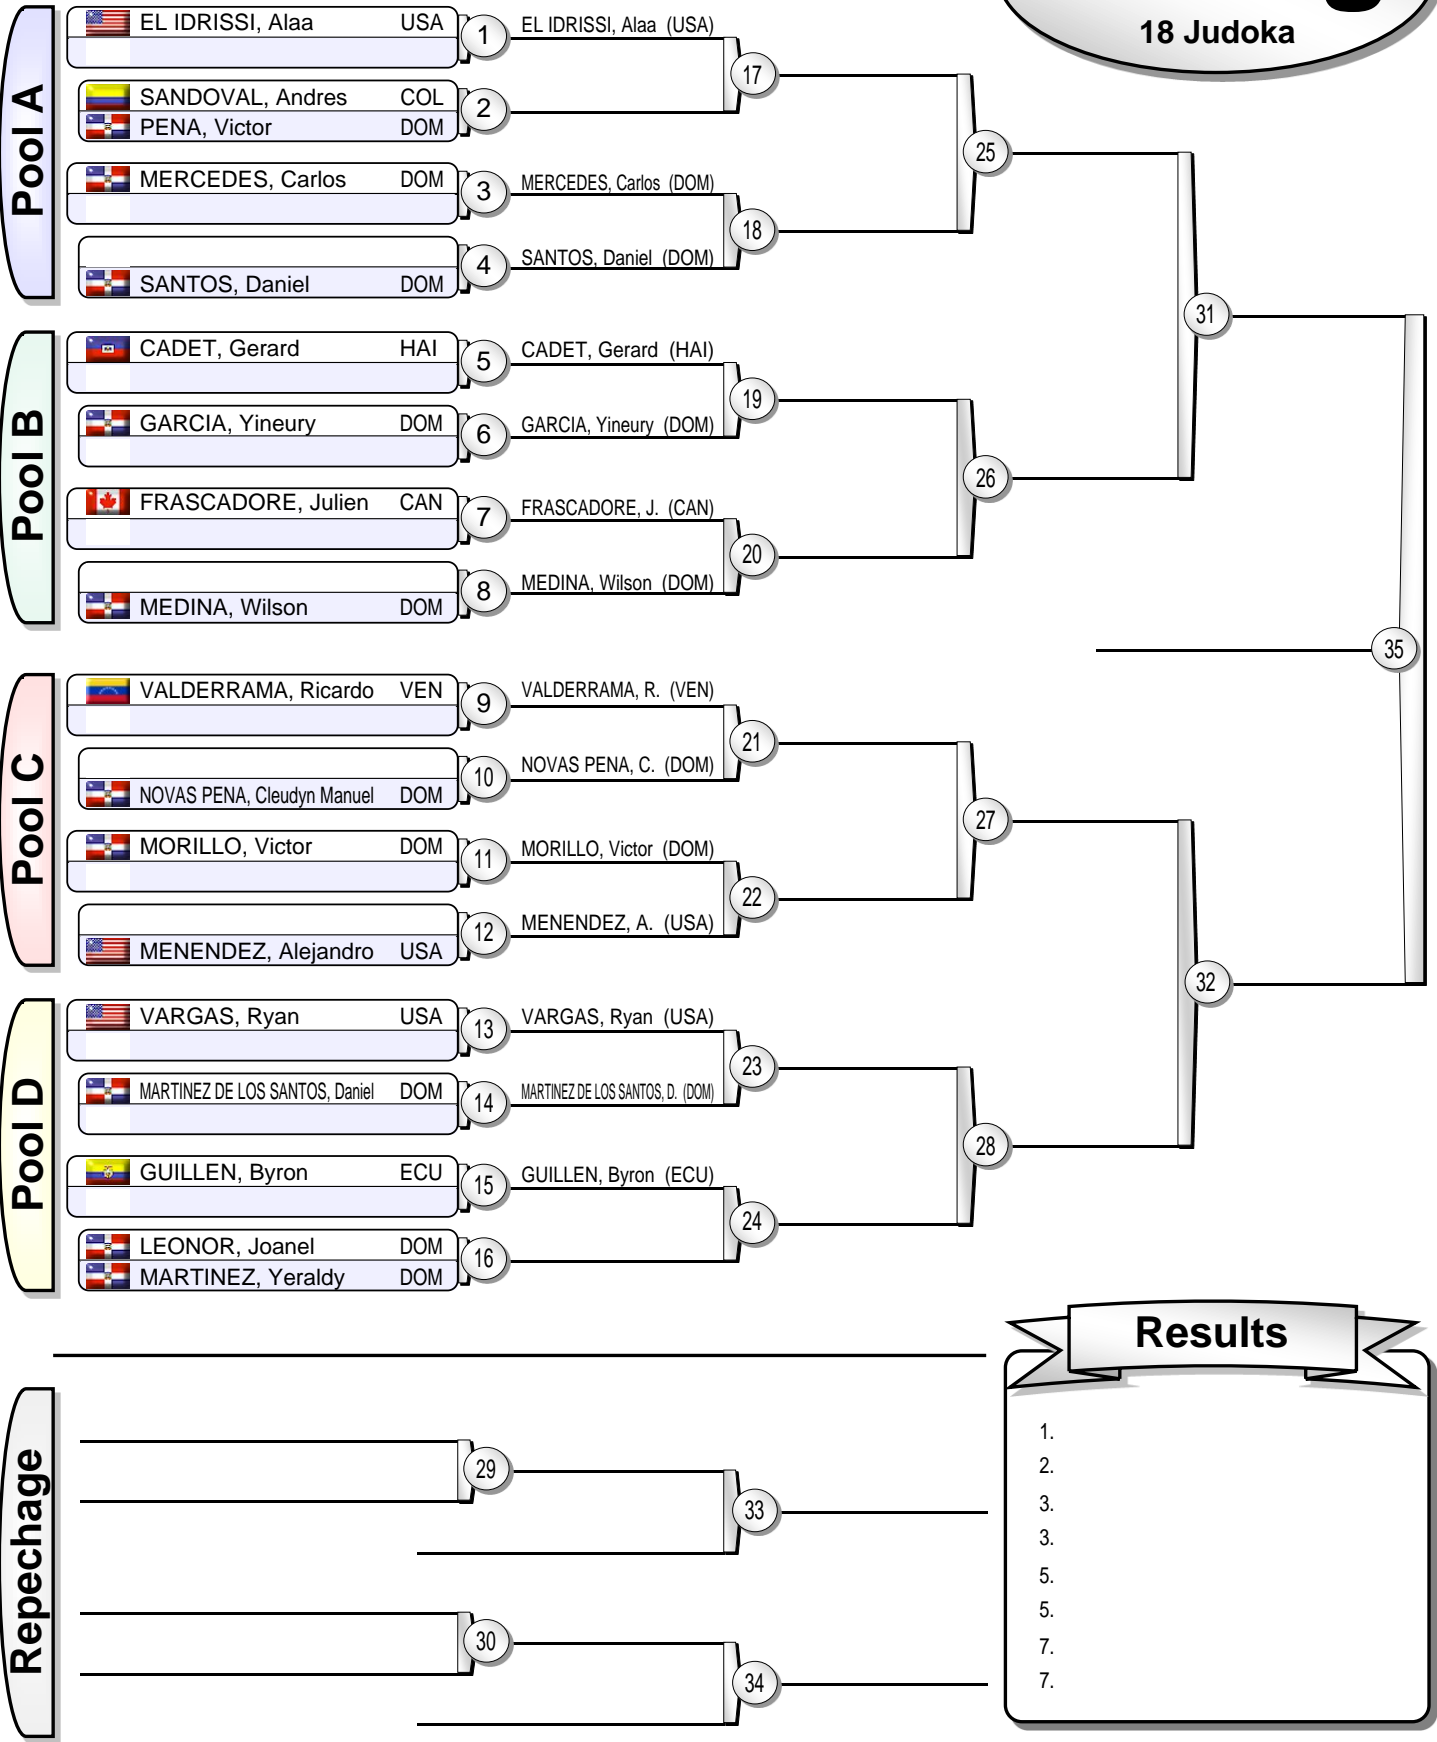 18 Judoka
Pool A
EL IDRISSI, Alaa USA 1 EL IDRISSI, Alaa (USA)
17
SANDOVAL, Andres COL
2
PENA, Victor DOM
25
MERCEDES, Carlos DOM 3 MERCEDES, Carlos (DOM)
18
4 SANTOS, Daniel (DOM)
SANTOS, Daniel DOM
31
Pool B
CADET, Gerard HAI 5 CADET, Gerard (HAI)
19
GARCIA, Yineury DOM 6 GARCIA, Yineury (DOM)
26
FRASCADORE, Julien CAN 7 FRASCADORE, J. (CAN)
20
8 MEDINA, Wilson (DOM)
MEDINA, Wilson DOM
35
Pool C
VALDERRAMA, Ricardo VEN 9 VALDERRAMA, R. (VEN)
21
10 NOVAS PENA, C. (DOM)
NOVAS PENA, Cleudyn Manuel DOM
27
MORILLO, Victor DOM 11 MORILLO, Victor (DOM)
22
12 MENENDEZ, A. (USA)
MENENDEZ, Alejandro USA
32
Pool D
VARGAS, Ryan USA 13 VARGAS, Ryan (USA)
23
MARTINEZ DE LOS SANTOS, Daniel DOM 14 MARTINEZ DE LOS SANTOS, D. (DOM)
28
GUILLEN, Byron ECU 15 GUILLEN, Byron (ECU)
24
LEONOR, Joanel DOM
16
MARTINEZ, Yeraldy DOM
Repechage
29
33
30
34
Results
1.
2.
3.
3.
5.
5.
7.
7.